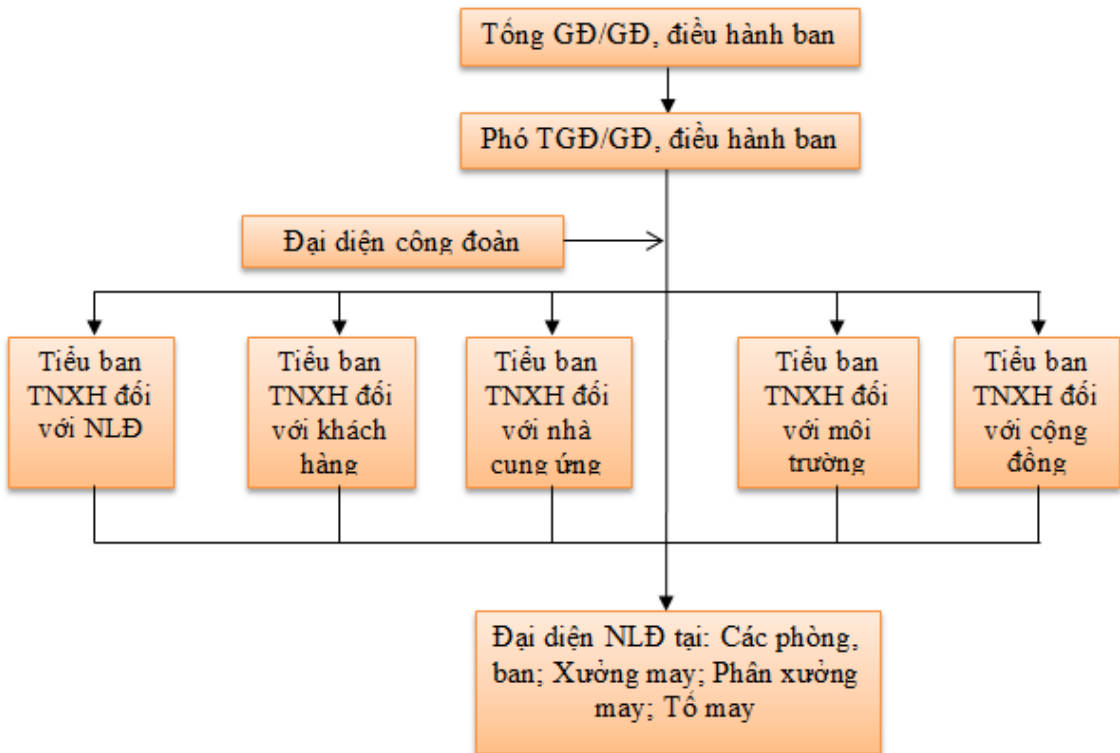 Tổng GĐ/GĐ, điều hành ban
Phó TGĐ/GĐ, điều hành ban
Đại diện công đoàn
Tiểu ban
TNXH đối
với NLĐ
Tiểu ban
TNXH đối
với khách
hàng
Tiểu ban
TNXH đối
với nhà
cung ứng
Tiểu ban
TNXH đối
với môi
trường
Tiểu ban
TNXH đối
với cộng
đồng
Đại diện NLĐ tại: Các phòng,
ban; Xưởng may; Phân xưởng
may; Tổ may